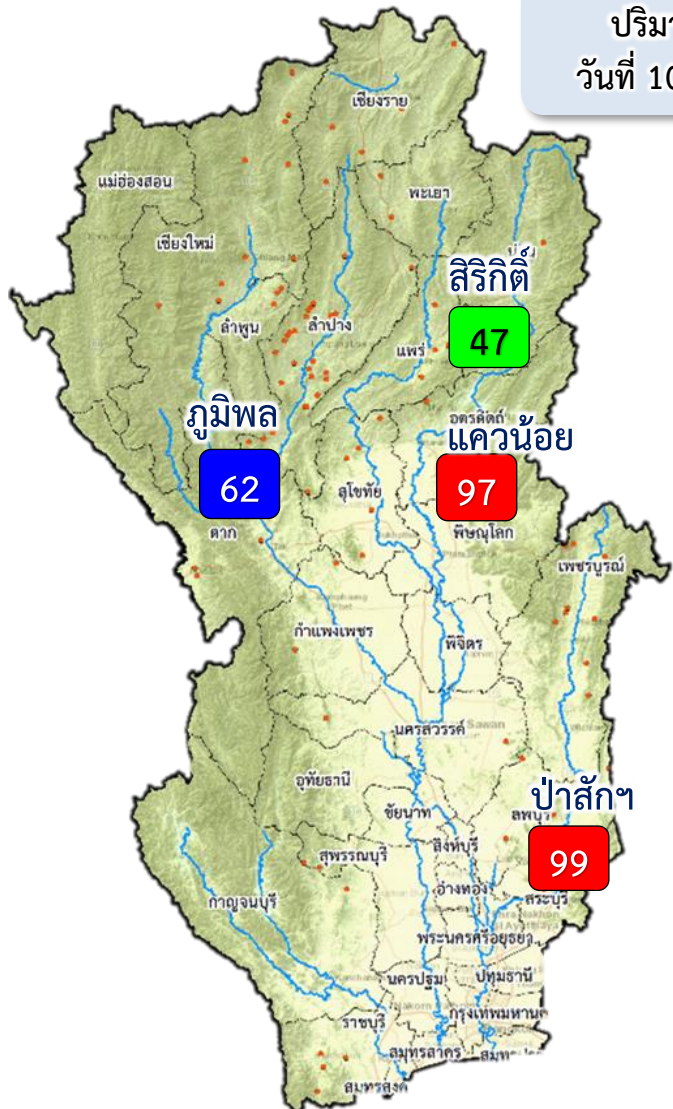 ปริมา
วันที่ 10
เชียงราย
แม่ฮ่องสอน
พะเยา
เชียงใหม่
น่าน
สิริกิติ์
47
ลำพูน
ลำปาง
แพร่
ภูมิพล
62
อุตรดิตถ์
แควน้อย
97
สุโขทัย
ตาก
พิษณุโลก
เพชรบูรณ์
กำแพงเพชร
พิจิตร
นครสวรรค์
Sawan
อุทัยธานี
ป่าสักฯ
99
ชัยนาท
ลพบุรี
สิงห์บุรี
สุพรรณบุรี
อ่างทอง
สระบุรี
กาญจนบุรี
พระนครศรีอยุธยา
นครปฐม
ปทุมธานี
ราชบุรี
กรุงเทพมหานค
สมุทรสาคร
สมุท
สมุทรสงค